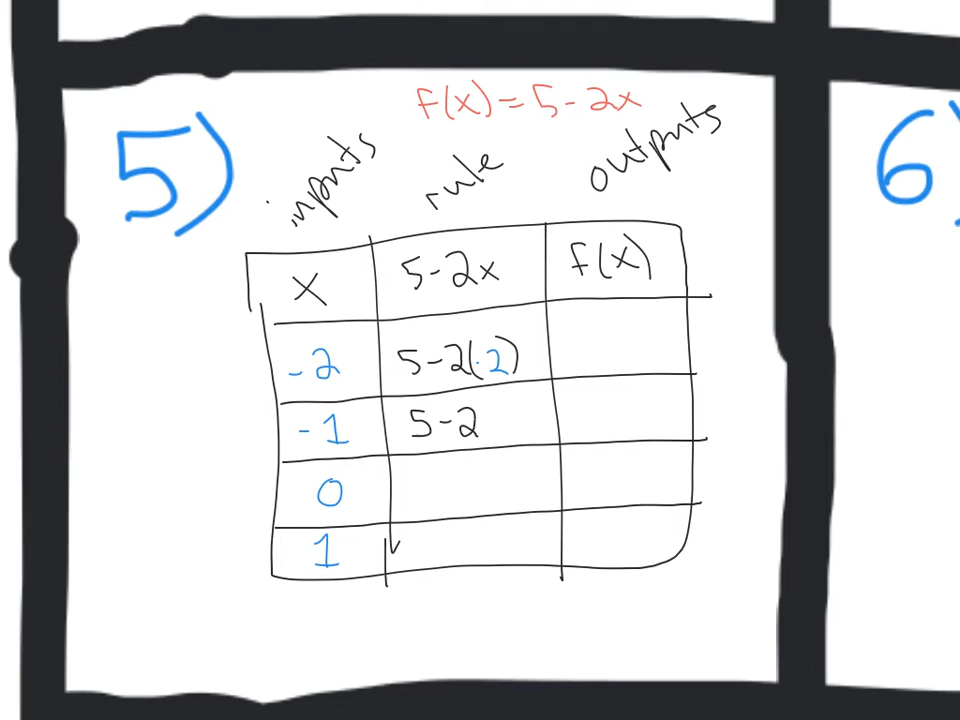 f(x) = 5 - 2x
5)
inputs rule outputs
6)
x 5-2x f(x)
-2 5-2(-2)
-1 5-2
0
1